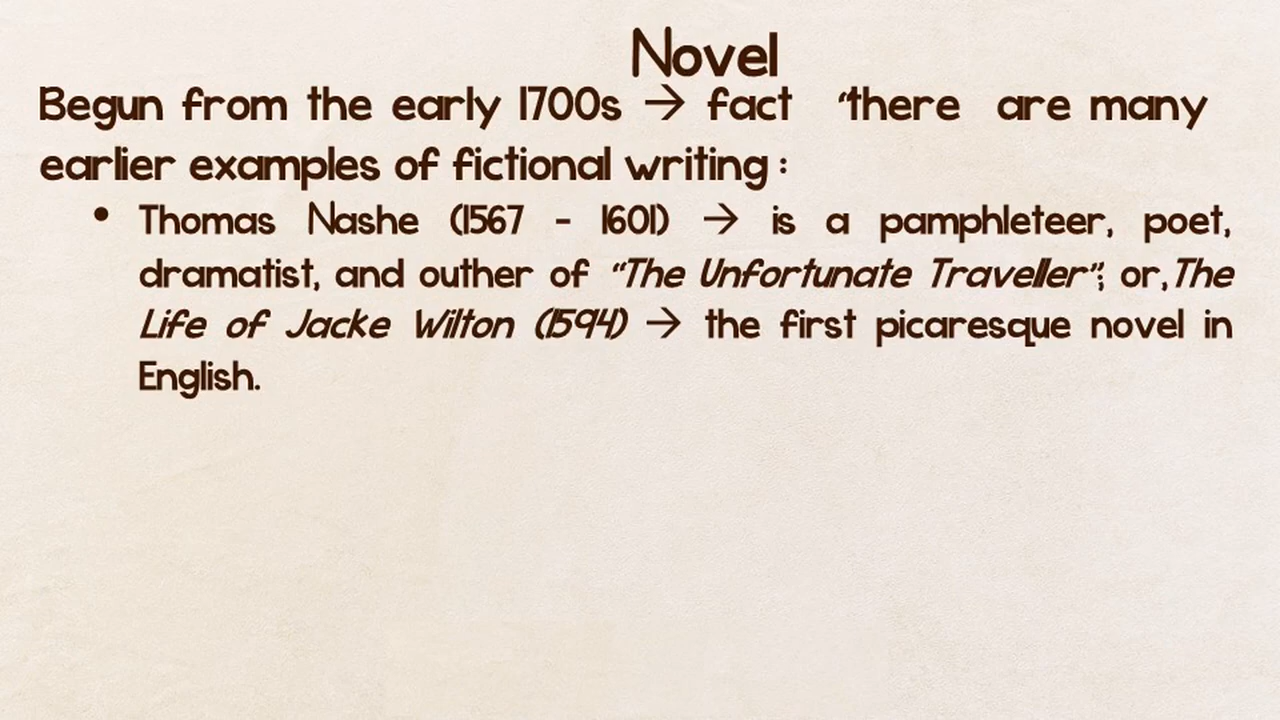 Novel
Begun from the early 1700s → fact ‘there are many
earlier examples of fictional writing :
• Thomas Nashe (1567 - 1601) → is a pamphleteer, poet,
dramatist, and outher of “The Unfortunate Traveller”; or,The
Life of Jacke Wilton (1594) → the first picaresque novel in
English.